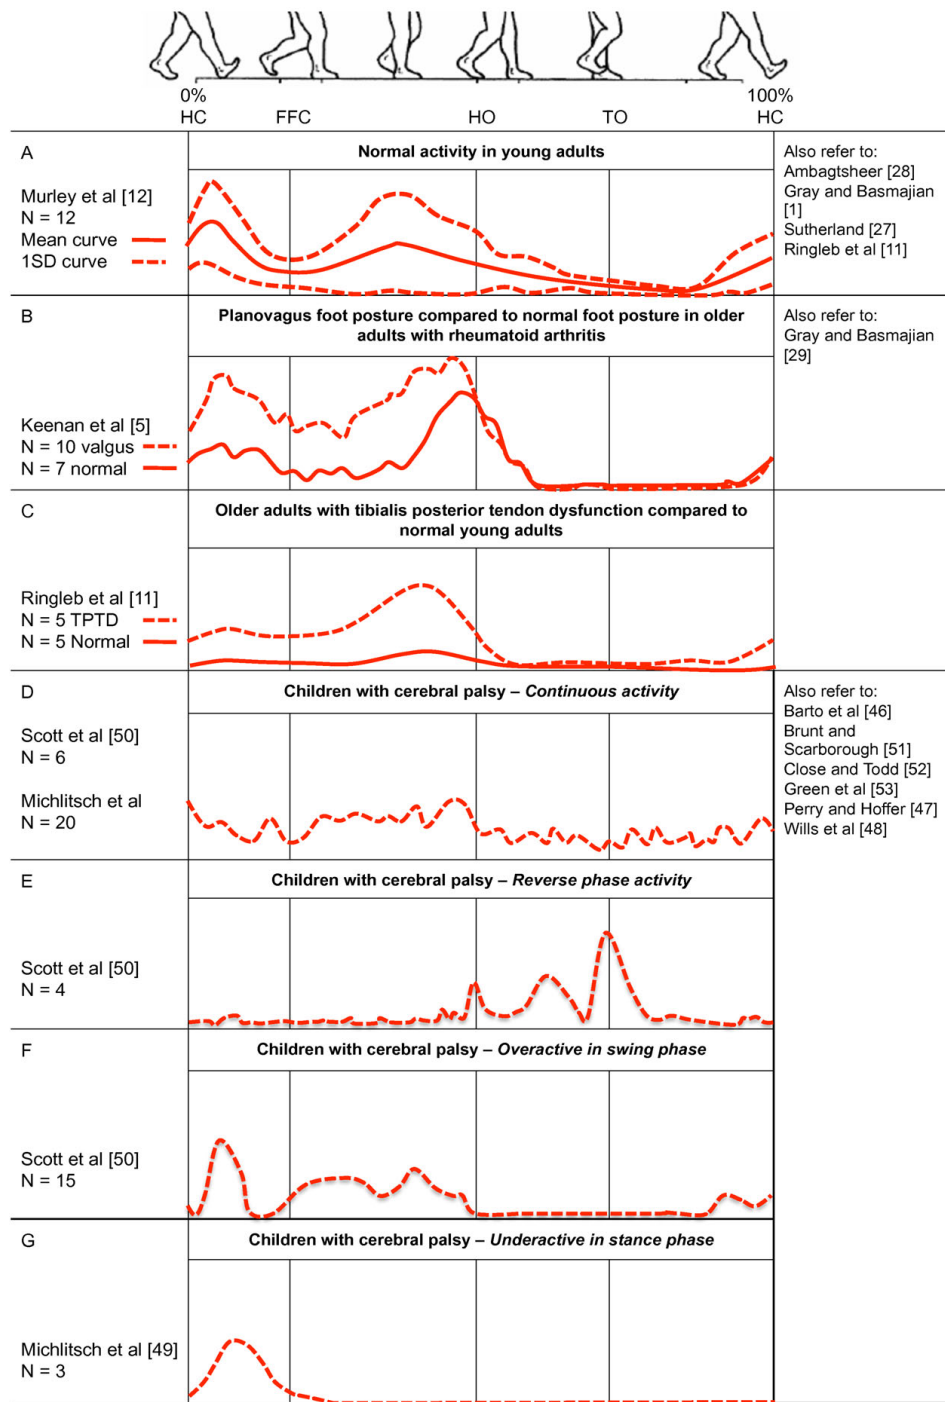 0%
100%
HC
FFC
HO
TO
HC
A
Normal activity in young adults
Murley et al [12]
N = 12
Mean curve
1SD curve
Also refer to:
Ambagtsheer [28]
Gray and Basmajian
[1]
Sutherland [27]
Ringleb et al [11]
B
Planovagus foot posture compared to normal foot posture in older
adults with rheumatoid arthritis
Keenan et al [5]
N = 10 valgus
N = 7 normal
Also refer to:
Gray and Basmajian
[29]
C
Older adults with tibialis posterior tendon dysfunction compared to
normal young adults
Ringleb et al [11]
N = 5 TPTD
N = 5 Normal
D
Children with cerebral palsy – Continuous activity
Scott et al [50]
N = 6
Michlitsch et al
N = 20
Also refer to:
Barto et al [46]
Brunt and
Scarborough [51]
Close and Todd [52]
Green et al [53]
Perry and Hoffer [47]
Wills et al [48]
E
Children with cerebral palsy – Reverse phase activity
Scott et al [50]
N = 4
F
Children with cerebral palsy – Overactive in swing phase
Scott et al [50]
N = 15
G
Children with cerebral palsy – Underactive in stance phase
Michlitsch et al [49]
N = 3